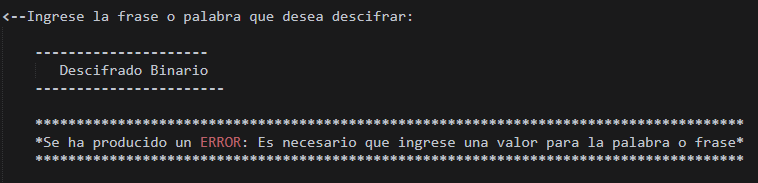 <--Ingrese la frase o palabra que desea descifrar:
---------------------
Descifrado Binario
-----------------------
**************************************************************************************
*Se ha producido un ERROR: Es necesario que ingrese una valor para la palabra o frase*
**************************************************************************************